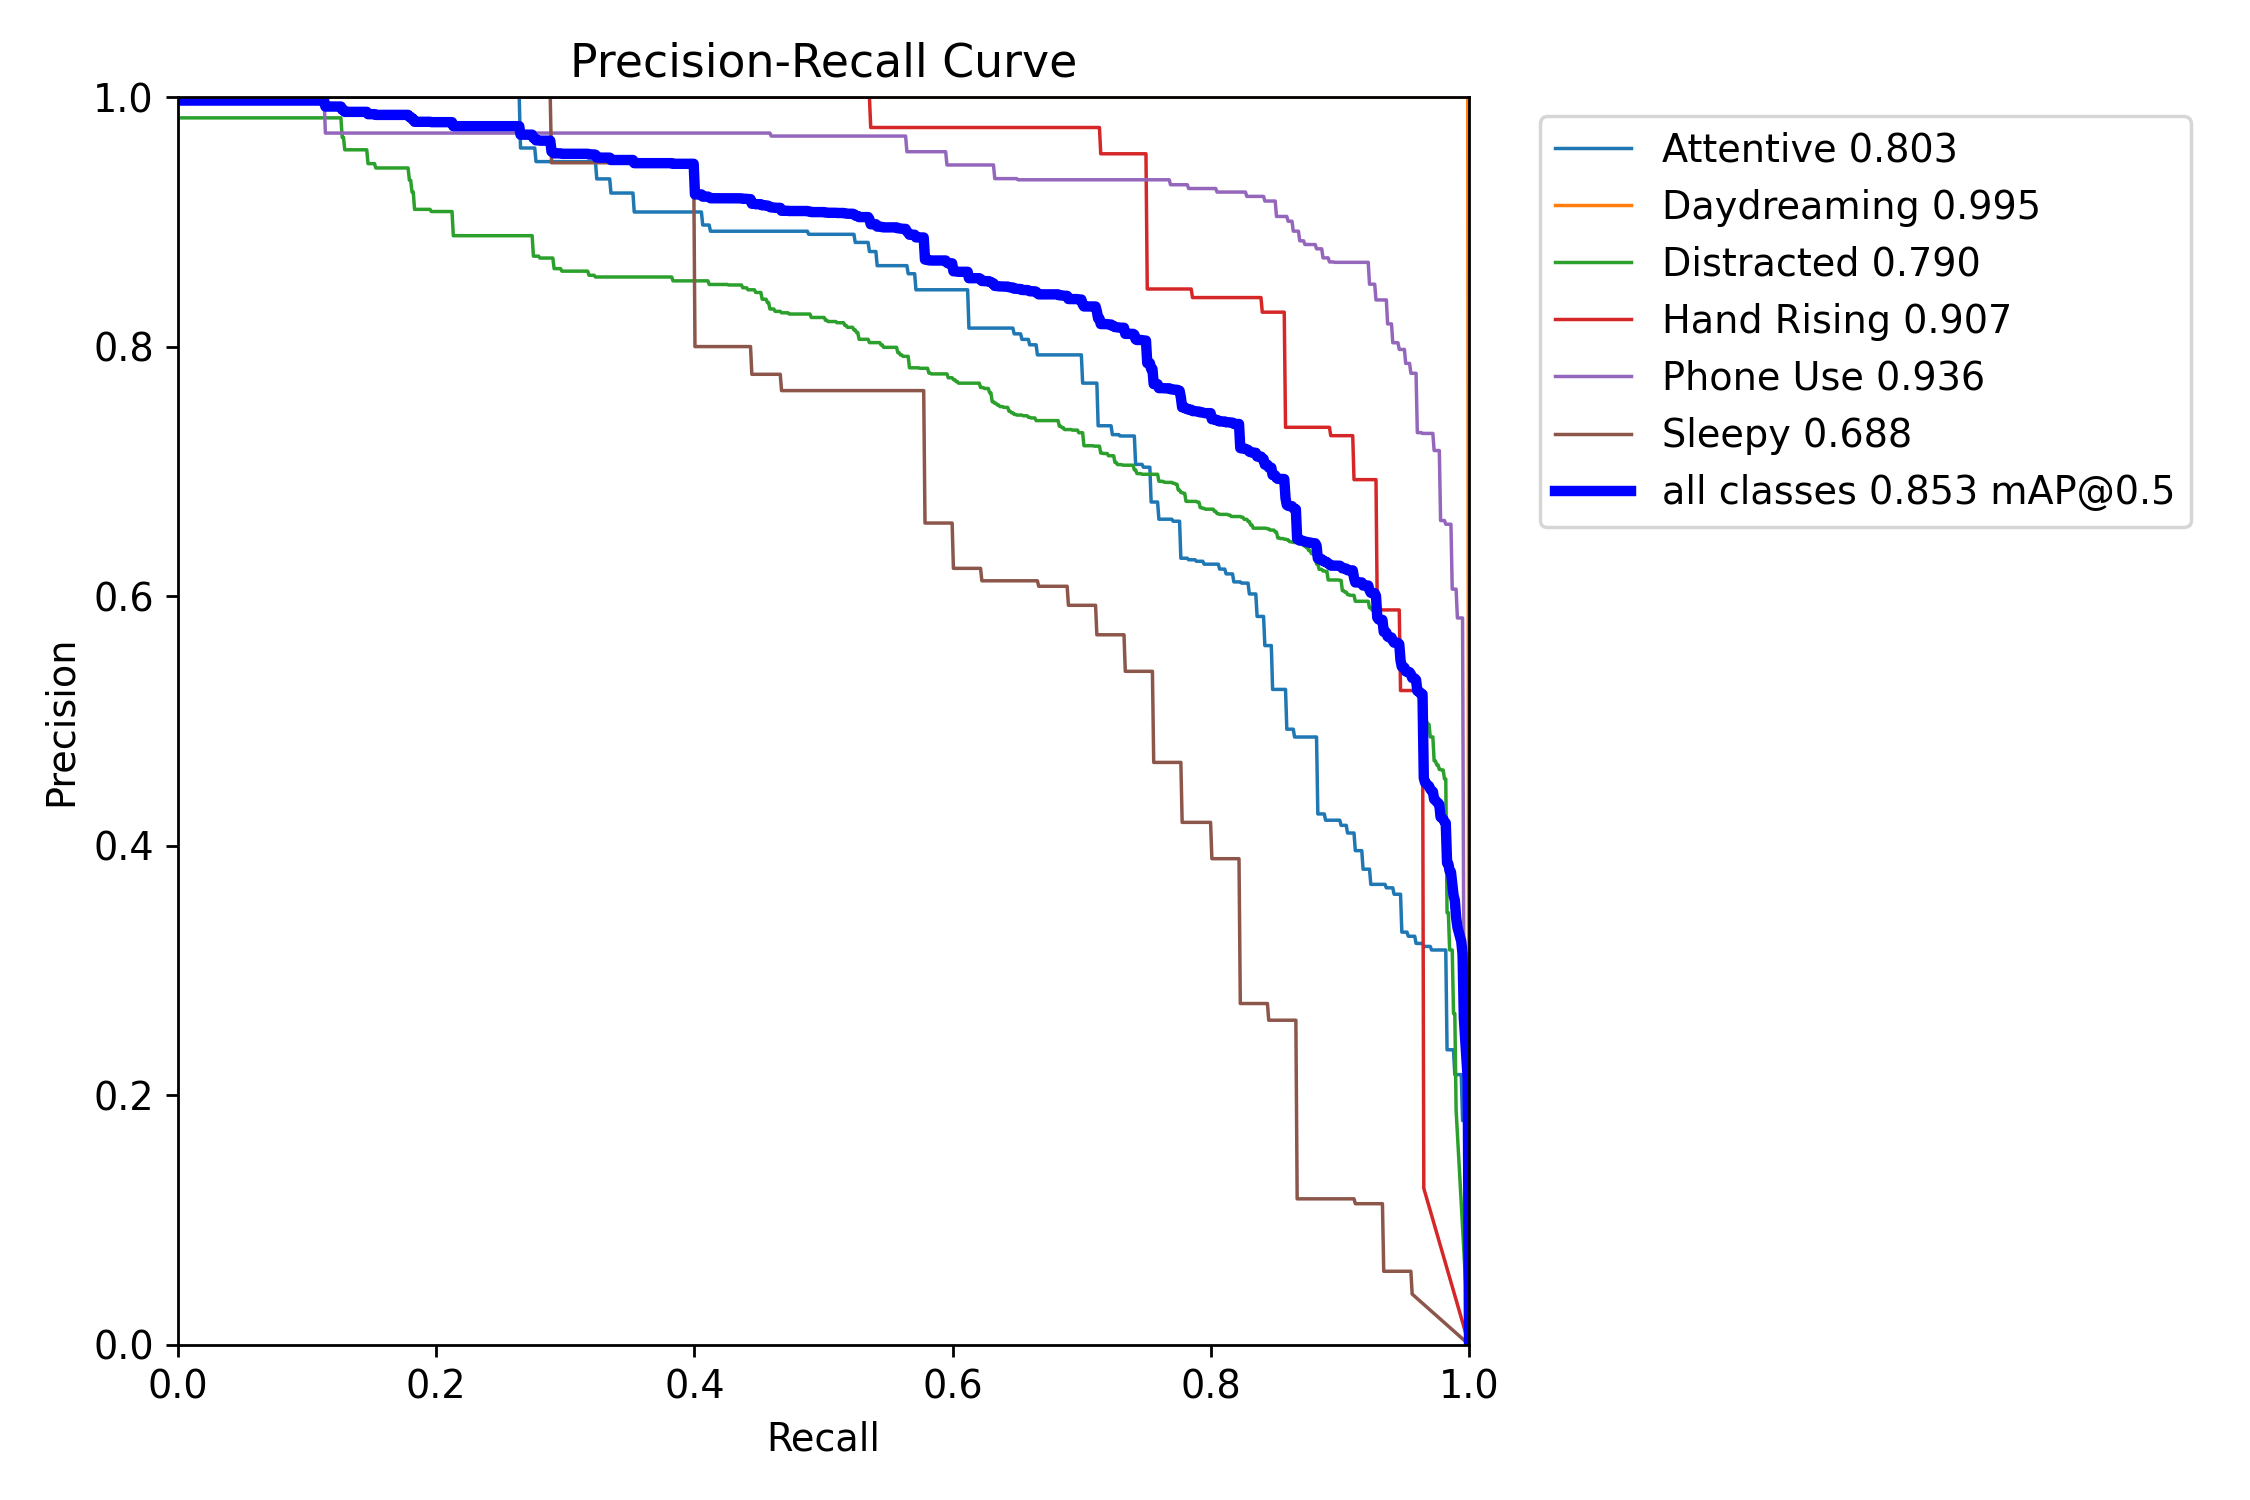 Precision-Recall Curve
1.0
0.8
0.6
0.4
0.2
0.0
Precision
0.0 0.2 0.4 0.6 0.8 1.0
Recall
Attentive 0.803
Daydreaming 0.995
Distracted 0.790
Hand Rising 0.907
Phone Use 0.936
Sleepy 0.688
all classes 0.853 mAP@0.5